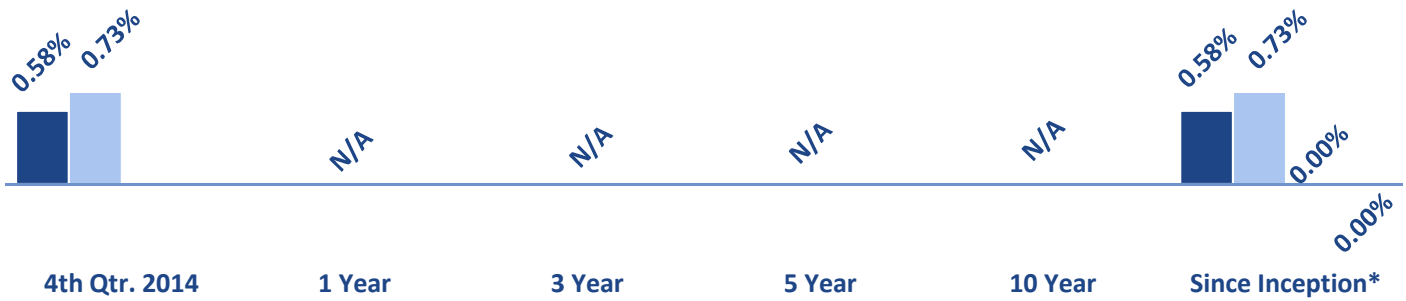 0.58%
0.73%
N/A
N/A
N/A
N/A
0.58%
0.73%
0.00%
0.00%
4th Qtr. 2014
1 Year
3 Year
5 Year
10 Year
Since Inception*